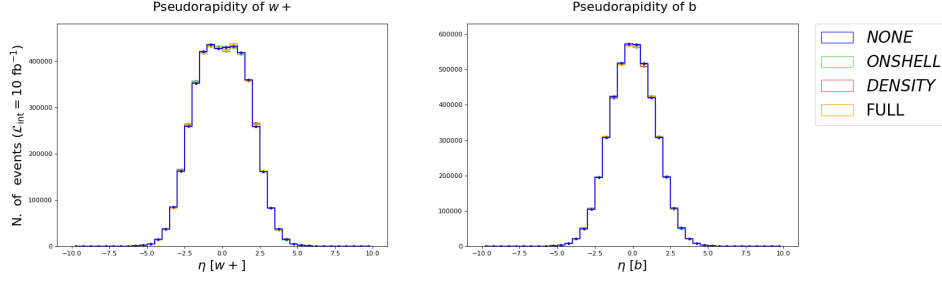 Pseudorapidity of w+
N. of events (ℒint = 10 fb⁻¹)
400000
300000
200000
100000
0
−10.0 −7.5 −5.0 −2.5 0.0 2.5 5.0 7.5 10.0
η [w+]
Pseudorapidity of b
600000
500000
400000
300000
200000
100000
0
−10.0 −7.5 −5.0 −2.5 0.0 2.5 5.0 7.5 10.0
η [b]
NONE
ONSHELL
DENSITY
FULL